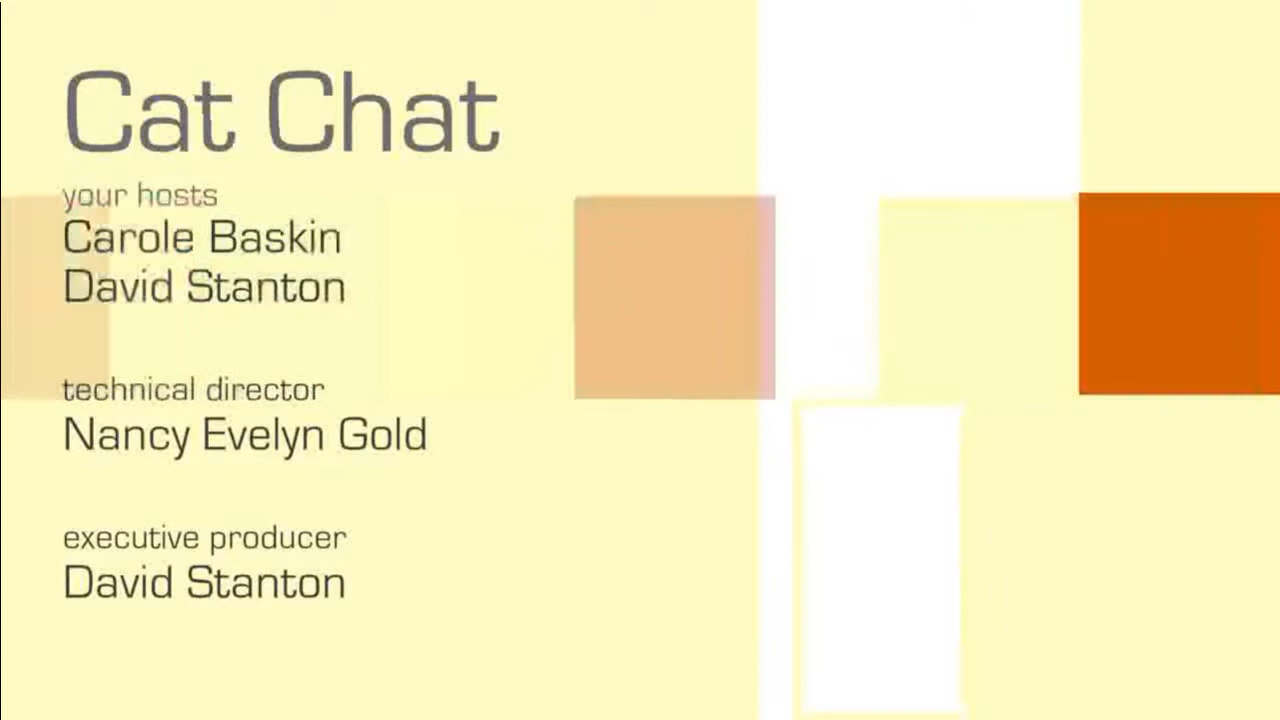 Cat Chat
your hosts
Carole Baskin
David Stanton
technical director
Nancy Evelyn Gold
executive producer
David Stanton